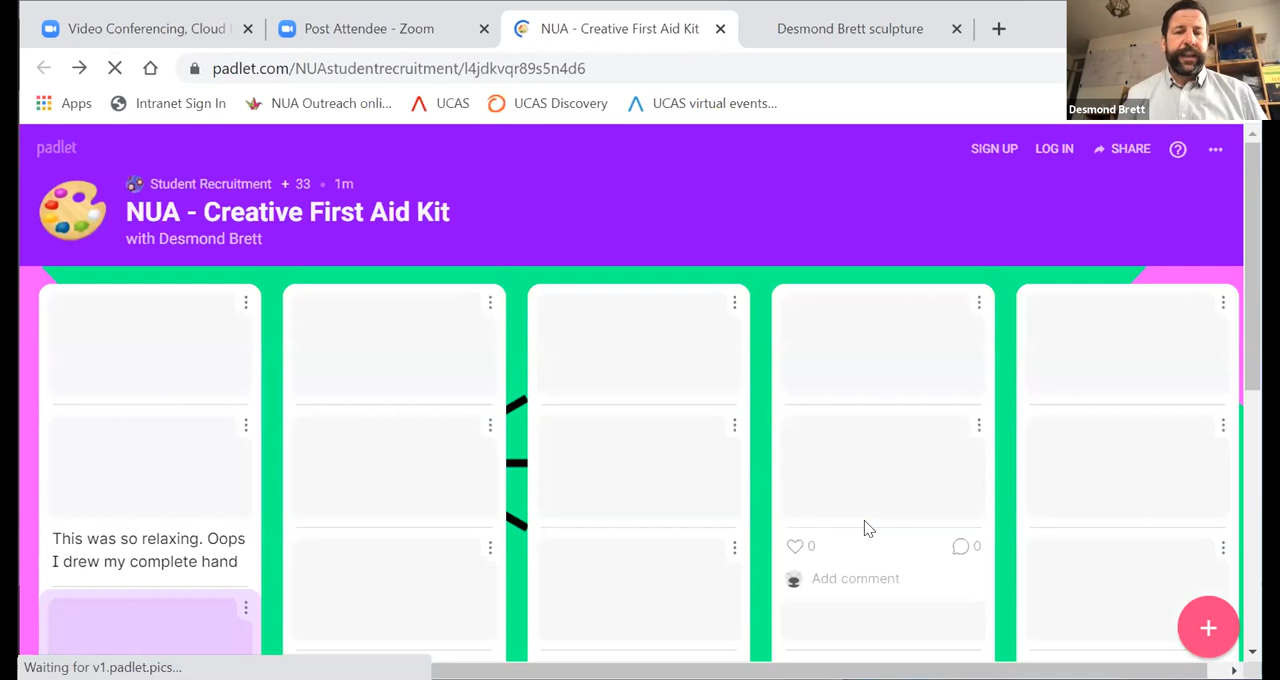 Video Conferencing, Cloud
Post Attendee - Zoom
NUA - Creative First Aid Kit
Desmond Brett sculpture
padlet.com/NUAstudentrecruitment/l4jdkvqr89s5n4d6
Apps
Intranet Sign In
NUA Outreach onli...
UCAS
UCAS Discovery
UCAS virtual events...
Desmond Brett
padlet
SIGN UP
LOG IN
SHARE
Student Recruitment + 33 • 1m
NUA - Creative First Aid Kit
with Desmond Brett
This was so relaxing. Oops
I drew my complete hand
0
0
Add comment
Waiting for v1.padlet.pics...